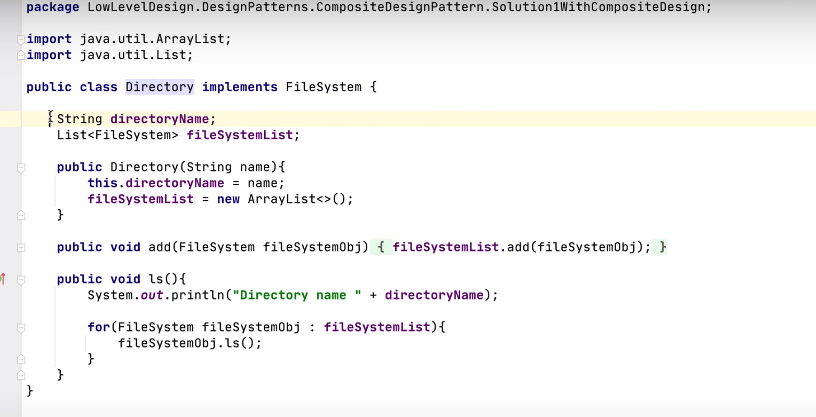 package LowLevelDesign.DesignPatterns.CompositeDesignPattern.Solution1WithCompositeDesign;
import java.util.ArrayList;
import java.util.List;
public class Directory implements FileSystem {
String directoryName;
List<FileSystem> fileSystemList;
public Directory(String name){
this.directoryName = name;
fileSystemList = new ArrayList<>();
}
public void add(FileSystem fileSystemObj) { fileSystemList.add(fileSystemObj); }
public void ls(){
System.out.println("Directory name " + directoryName);
for(FileSystem fileSystemObj : fileSystemList){
fileSystemObj.ls();
}
}
}